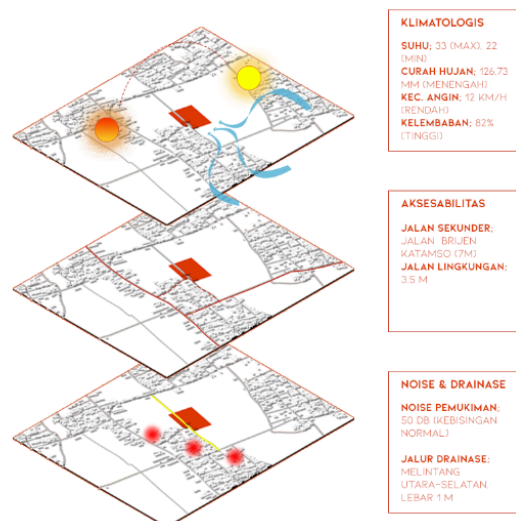 KLIMATOLOGIS
SUHU; 33 (MAX), 22
(MIN)
CURAH HUJAN; 126.73
MM (MENENGAH)
KEC. ANGIN; 12 KM/H
(RENDAH)
KELEMBABAN; 82%
(TINGGI)
AKSESABILITAS
JALAN SEKUNDER;
JALAN BRIJEN
KATAMSO (7M)
JALAN LINGKUNGAN;
3.5 M
NOISE & DRAINASE
NOISE PEMUKIMAN;
50 DB (KEBISINGAN
NORMAL)
JALUR DRAINASE;
MELINTANG
UTARA-SELATAN.
LEBAR 1 M